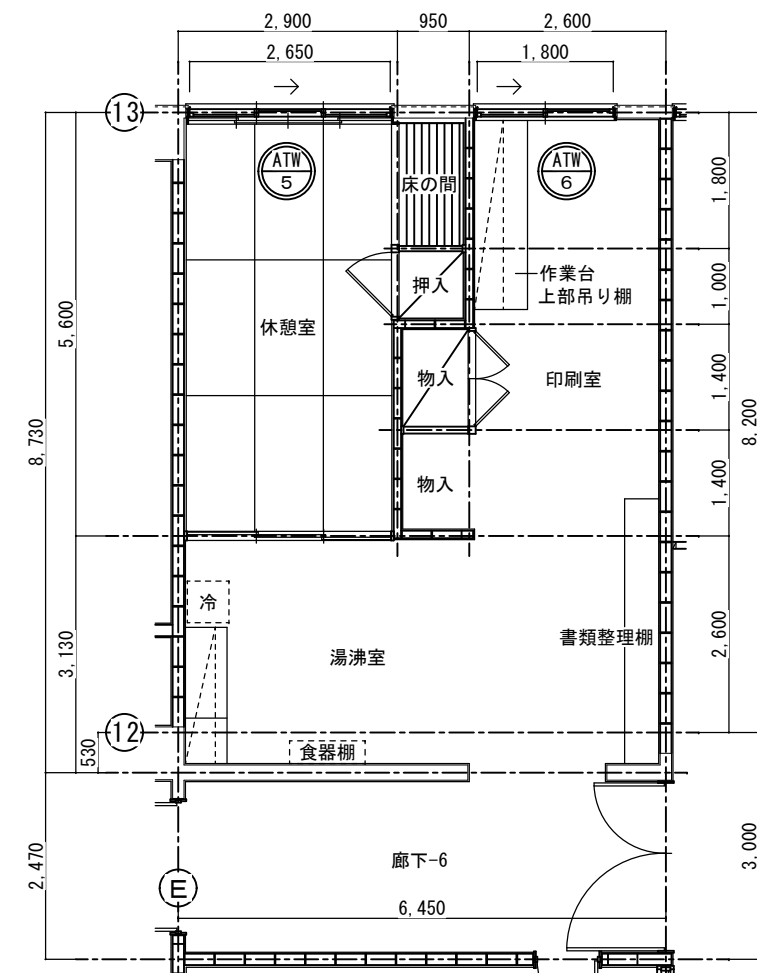 2,900
950
2,600
2,650
1,800
→
→
13
ATW
5
床の間
ATW
6
1,800
押入
作業台
上部吊り棚
1,000
5,600
休憩室
物入
印刷室
1,400
8,730
8,200
物入
1,400
冷
湯沸室
書類整理棚
2,600
3,130
12
530
食器棚
廊下-6
2,470
3,000
E
6,450